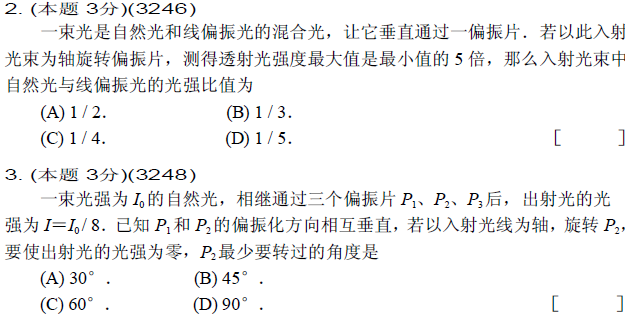 2. (本题 3分)(3246)
一束光是自然光和线偏振光的混合光，让它垂直通过一偏振片．若以此入射
光束为轴旋转偏振片，测得透射光强度最大值是最小值的 5 倍，那么入射光束中
自然光与线偏振光的光强比值为
(A) 1 / 2． (B) 1 / 3．
(C) 1 / 4． (D) 1 / 5． [ ]
3. (本题 3分)(3248)
一束光强为 I0 的自然光，相继通过三个偏振片 P1、P2、P3 后，出射光的光
强为 I＝I0 / 8．已知 P1 和 P2 的偏振化方向相互垂直，若以入射光线为轴，旋转 P2，
要使出射光的光强为零，P2 最少要转过的角度是
(A) 30°． (B) 45°．
(C) 60°． (D) 90°． [ ]